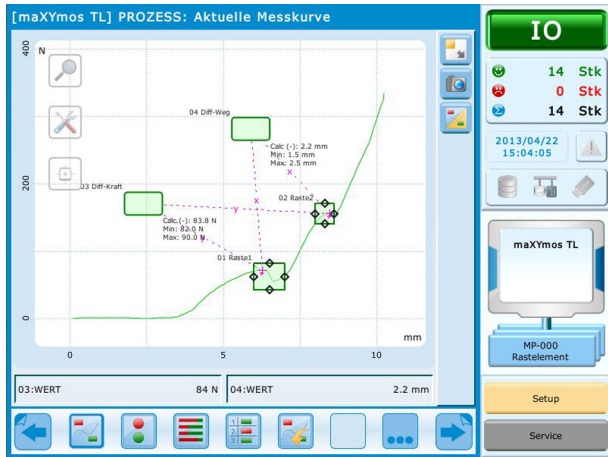 [maXYmos TL] PROZESS: Aktuelle Messkurve
IO
400
N
14 Stk
0 Stk
14 Stk
04 Diff-Weg
Calc (-): 2.2 mm
Min: 1.5 mm
Max: 2.5 mm
2013/04/22
15:04:05
x
200
03 Diff-Kraft
02 Raste2
x
y
x
Calc (-): 83.8 N
Min: 82.0 N
Max: 90.0 N
y
maXYmos TL
01 Raste1
0
mm
0
5
10
MP-000
Rastelement
03:WERT
84 N
04:WERT
2.2 mm
Setup
1
2
3
Service